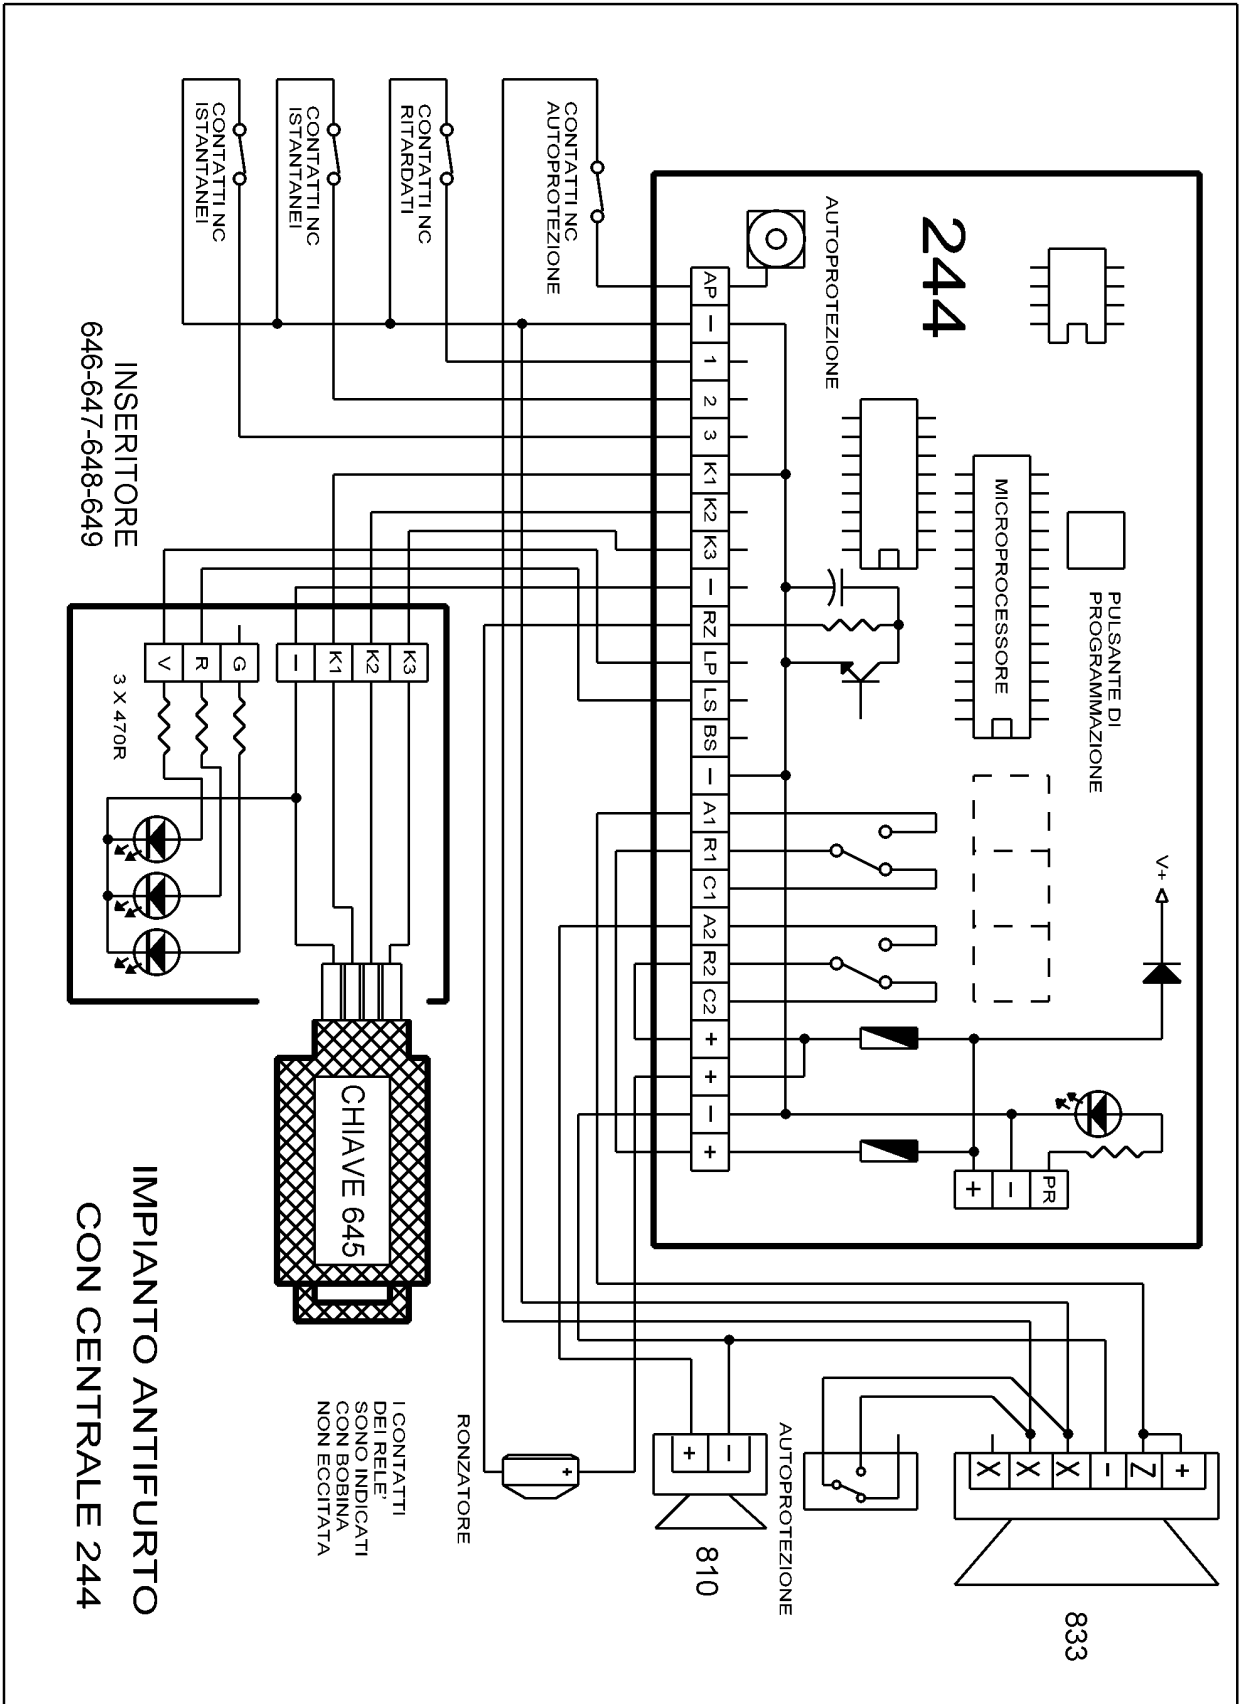 244
AUTOPROTEZIONE
MICROPROCESSORE
PULSANTE DI
PROGRAMMAZIONE
V+
PR
-
+
AP
-
1
2
3
K1
K2
K3
-
RZ
LP
LS
BS
-
A1
R1
C1
A2
R2
C2
+
+
-
+
CONTATTI NC
AUTOPROTEZIONE
CONTATTI NC
RITARDATI
CONTATTI NC
ISTANTANEI
CONTATTI NC
ISTANTANEI
INSERITORE
646-647-648-649
K3
K2
K1
-
G
R
V
3 X 470R
CHIAVE 645
833
+
Z
-
X
X
X
AUTOPROTEZIONE
810
-
+
RONZATORE
+
I CONTATTI
DEI RELE'
SONO INDICATI
CON BOBINA
NON ECCITATA
IMPIANTO ANTIFURTO
CON CENTRALE 244